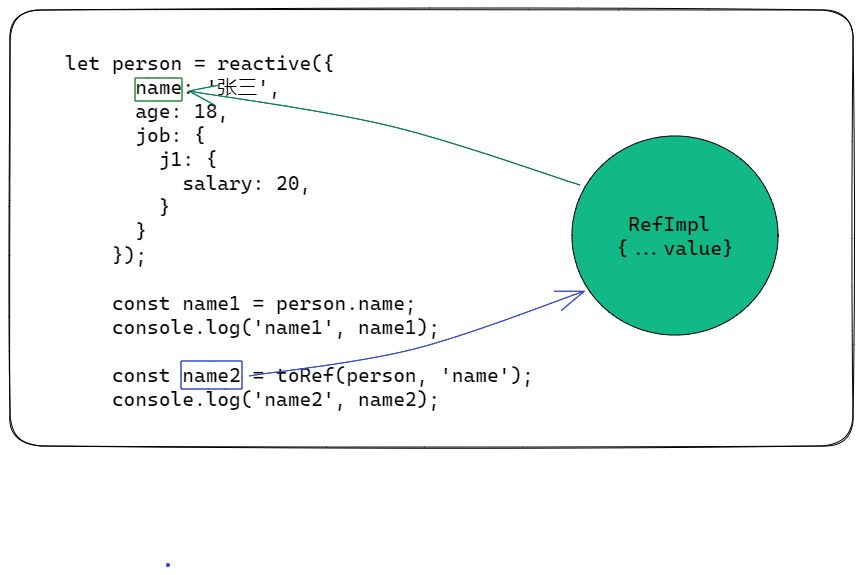 let person = reactive({
name: '张三',
age: 18,
job: {
j1: {
salary: 20,
}
}
});
const name1 = person.name;
console.log('name1', name1);
const name2 = toRef(person, 'name');
console.log('name2', name2);
RefImpl
{ ... value}